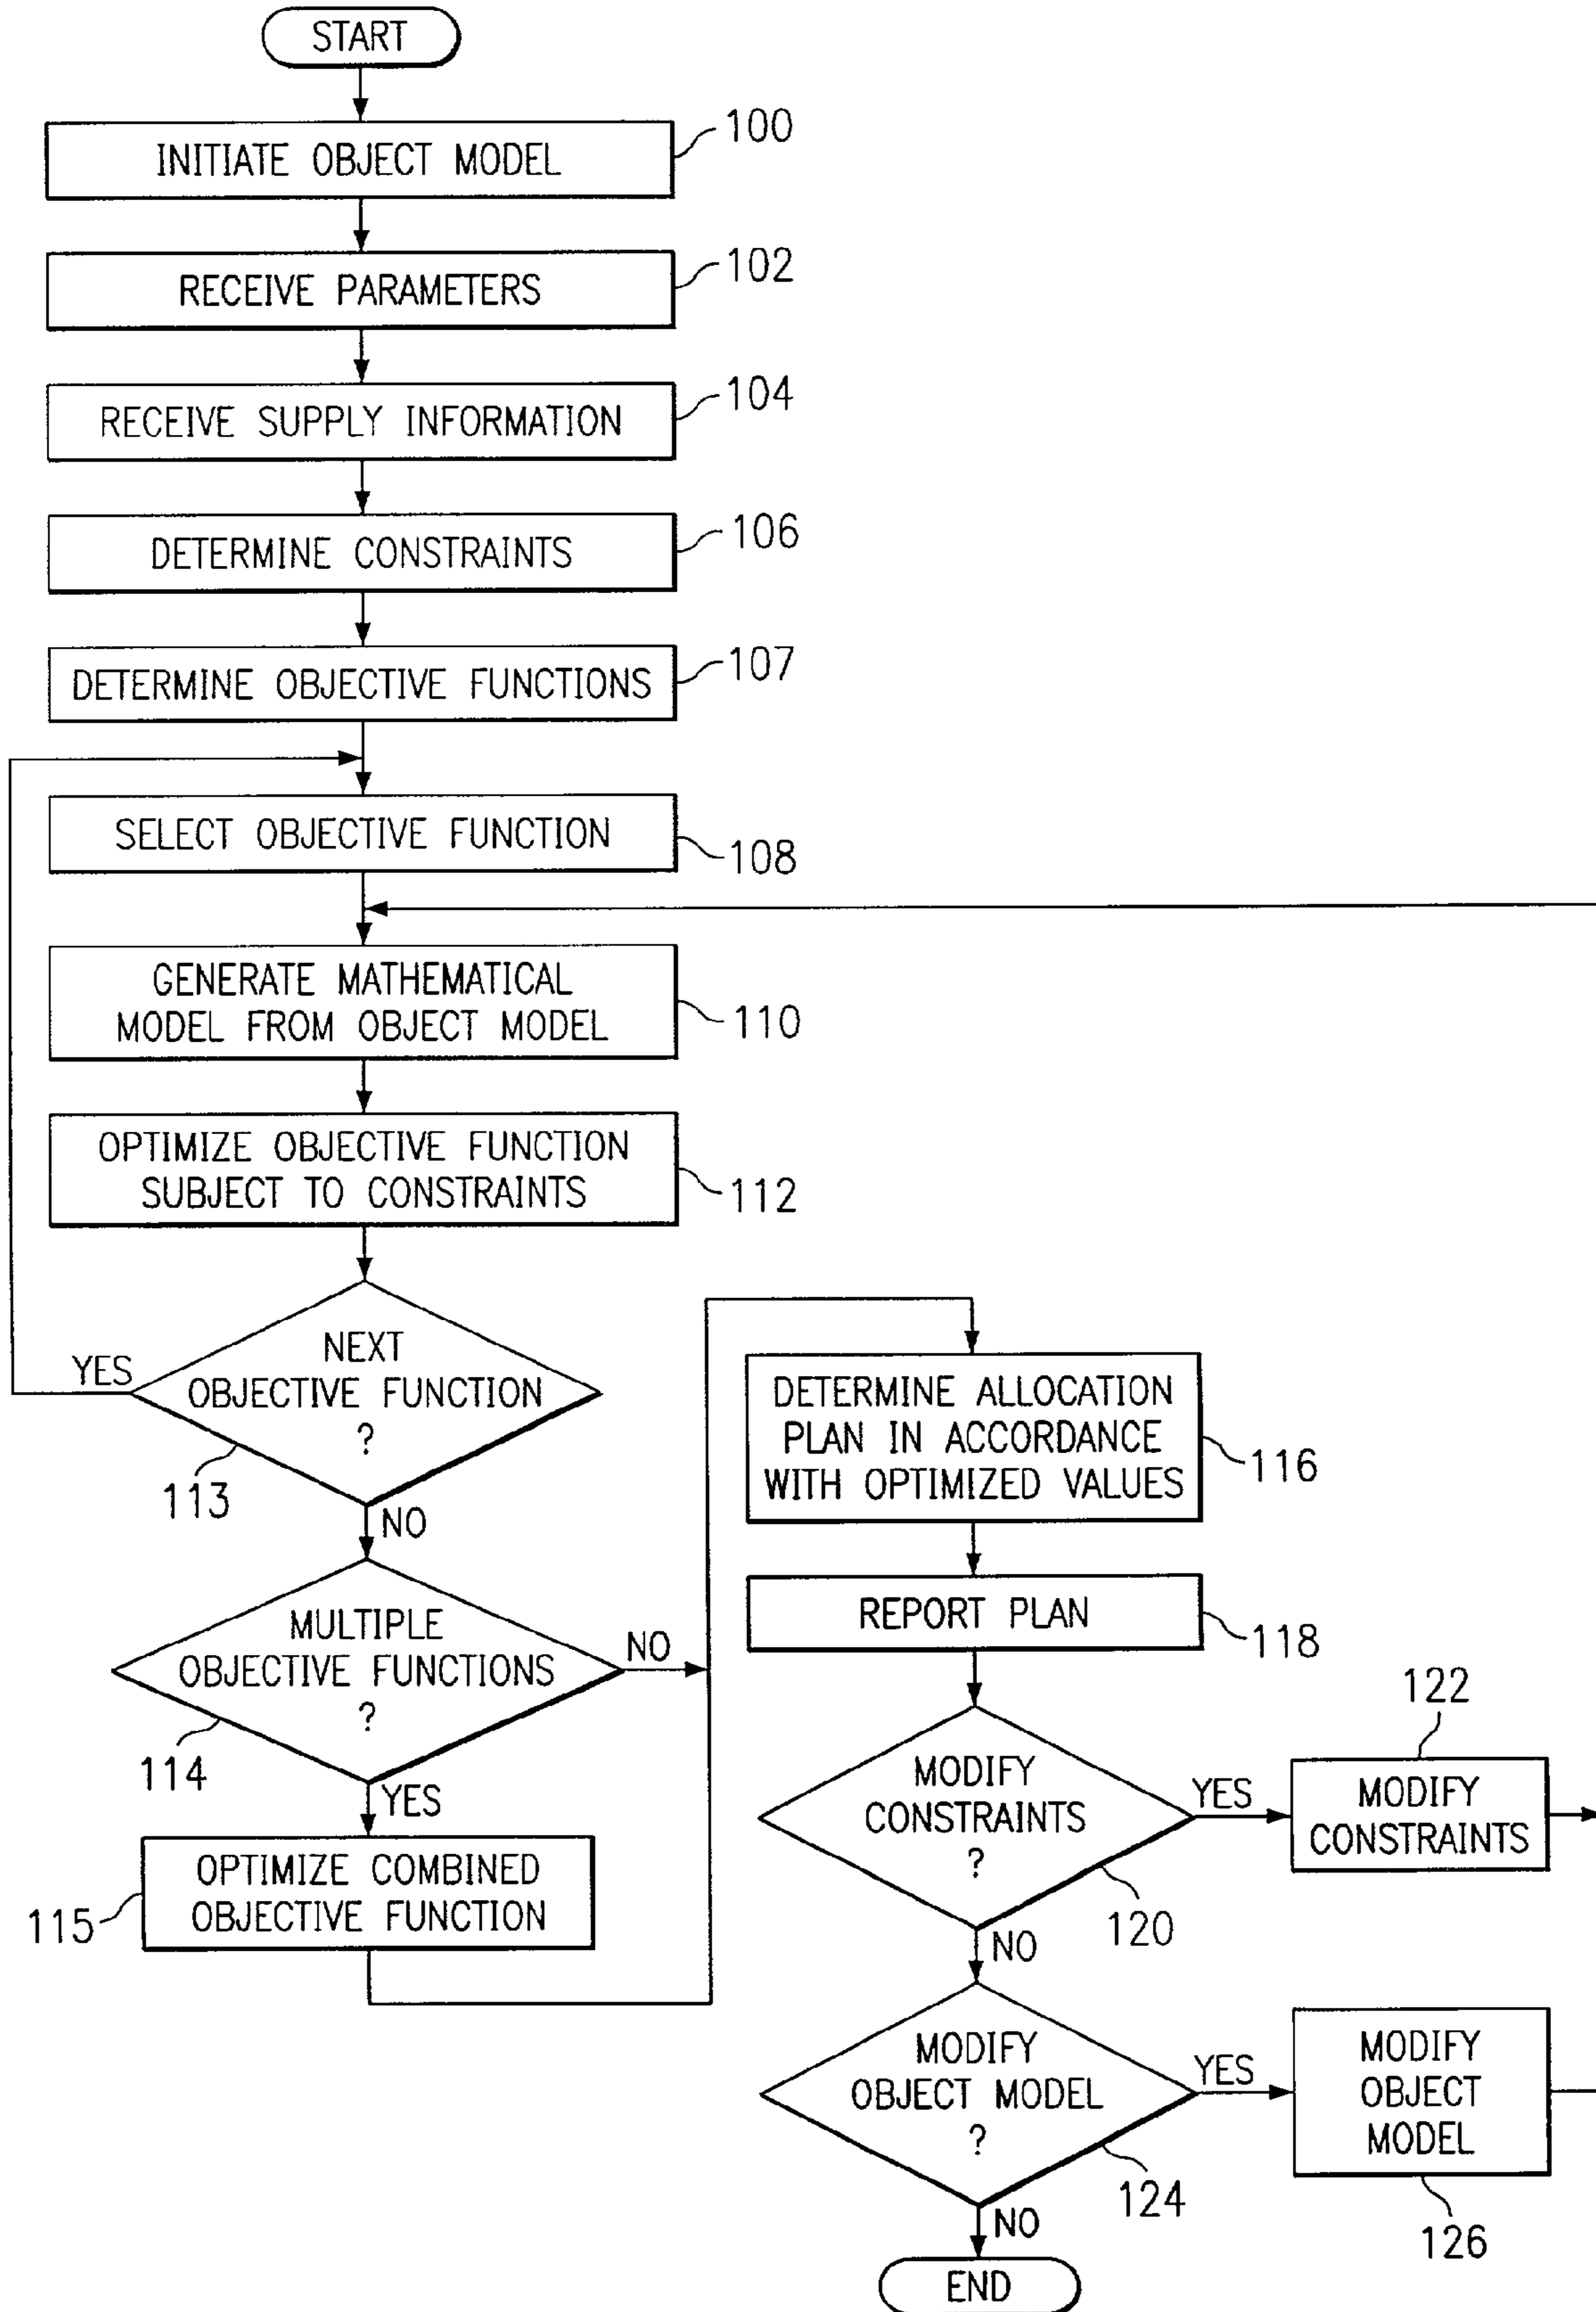 START
INITIATE OBJECT MODEL
100
RECEIVE PARAMETERS
102
RECEIVE SUPPLY INFORMATION
104
DETERMINE CONSTRAINTS
106
DETERMINE OBJECTIVE FUNCTIONS
107
SELECT OBJECTIVE FUNCTION
108
GENERATE MATHEMATICAL
MODEL FROM OBJECT MODEL
110
OPTIMIZE OBJECTIVE FUNCTION
SUBJECT TO CONSTRAINTS
112
NEXT
OBJECTIVE FUNCTION
?
YES
113
NO
MULTIPLE
OBJECTIVE FUNCTIONS
?
NO
114
YES
OPTIMIZE COMBINED
OBJECTIVE FUNCTION
115
DETERMINE ALLOCATION
PLAN IN ACCORDANCE
WITH OPTIMIZED VALUES
116
REPORT PLAN
118
MODIFY
CONSTRAINTS
?
YES
120
122
MODIFY
CONSTRAINTS
NO
MODIFY
OBJECT MODEL
?
YES
124
MODIFY
OBJECT
MODEL
126
NO
END